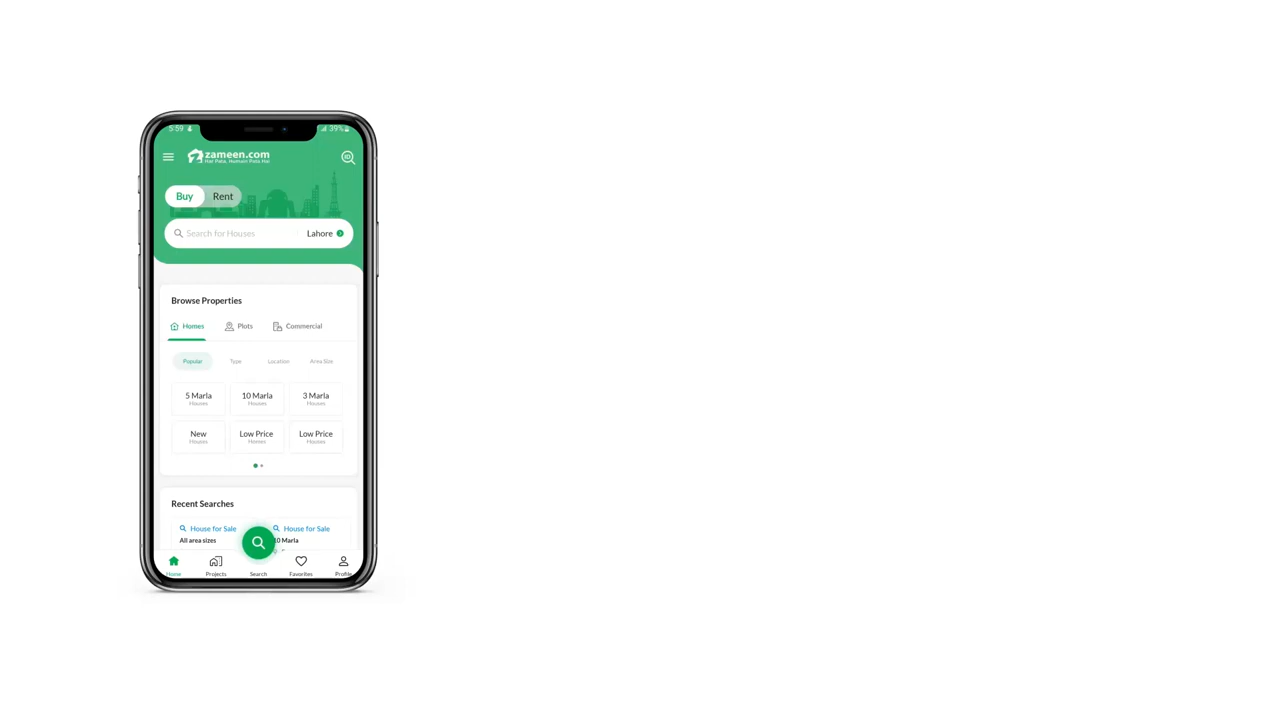 5:59
39%
zameen.com
Har Pata, Humein Pata Hai
Buy Rent
Search for Houses Lahore
Browse Properties
Homes Plots Commercial
Popular Type Location Area Size
5 Marla 10 Marla 3 Marla
Houses Houses Houses
New Low Price Low Price
Houses Homes Houses
Recent Searches
House for Sale House for Sale
All area sizes 10 Marla
Home Projects Search Favorites Profile